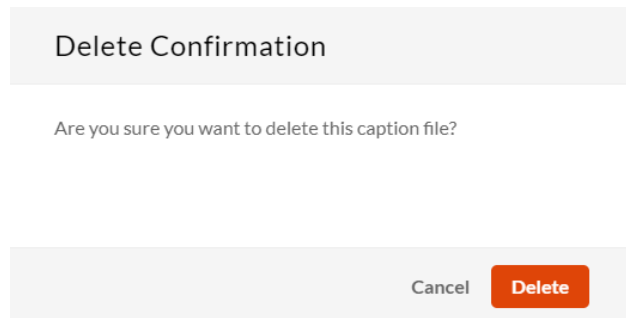 Delete Confirmation
Are you sure you want to delete this caption file?
Cancel Delete